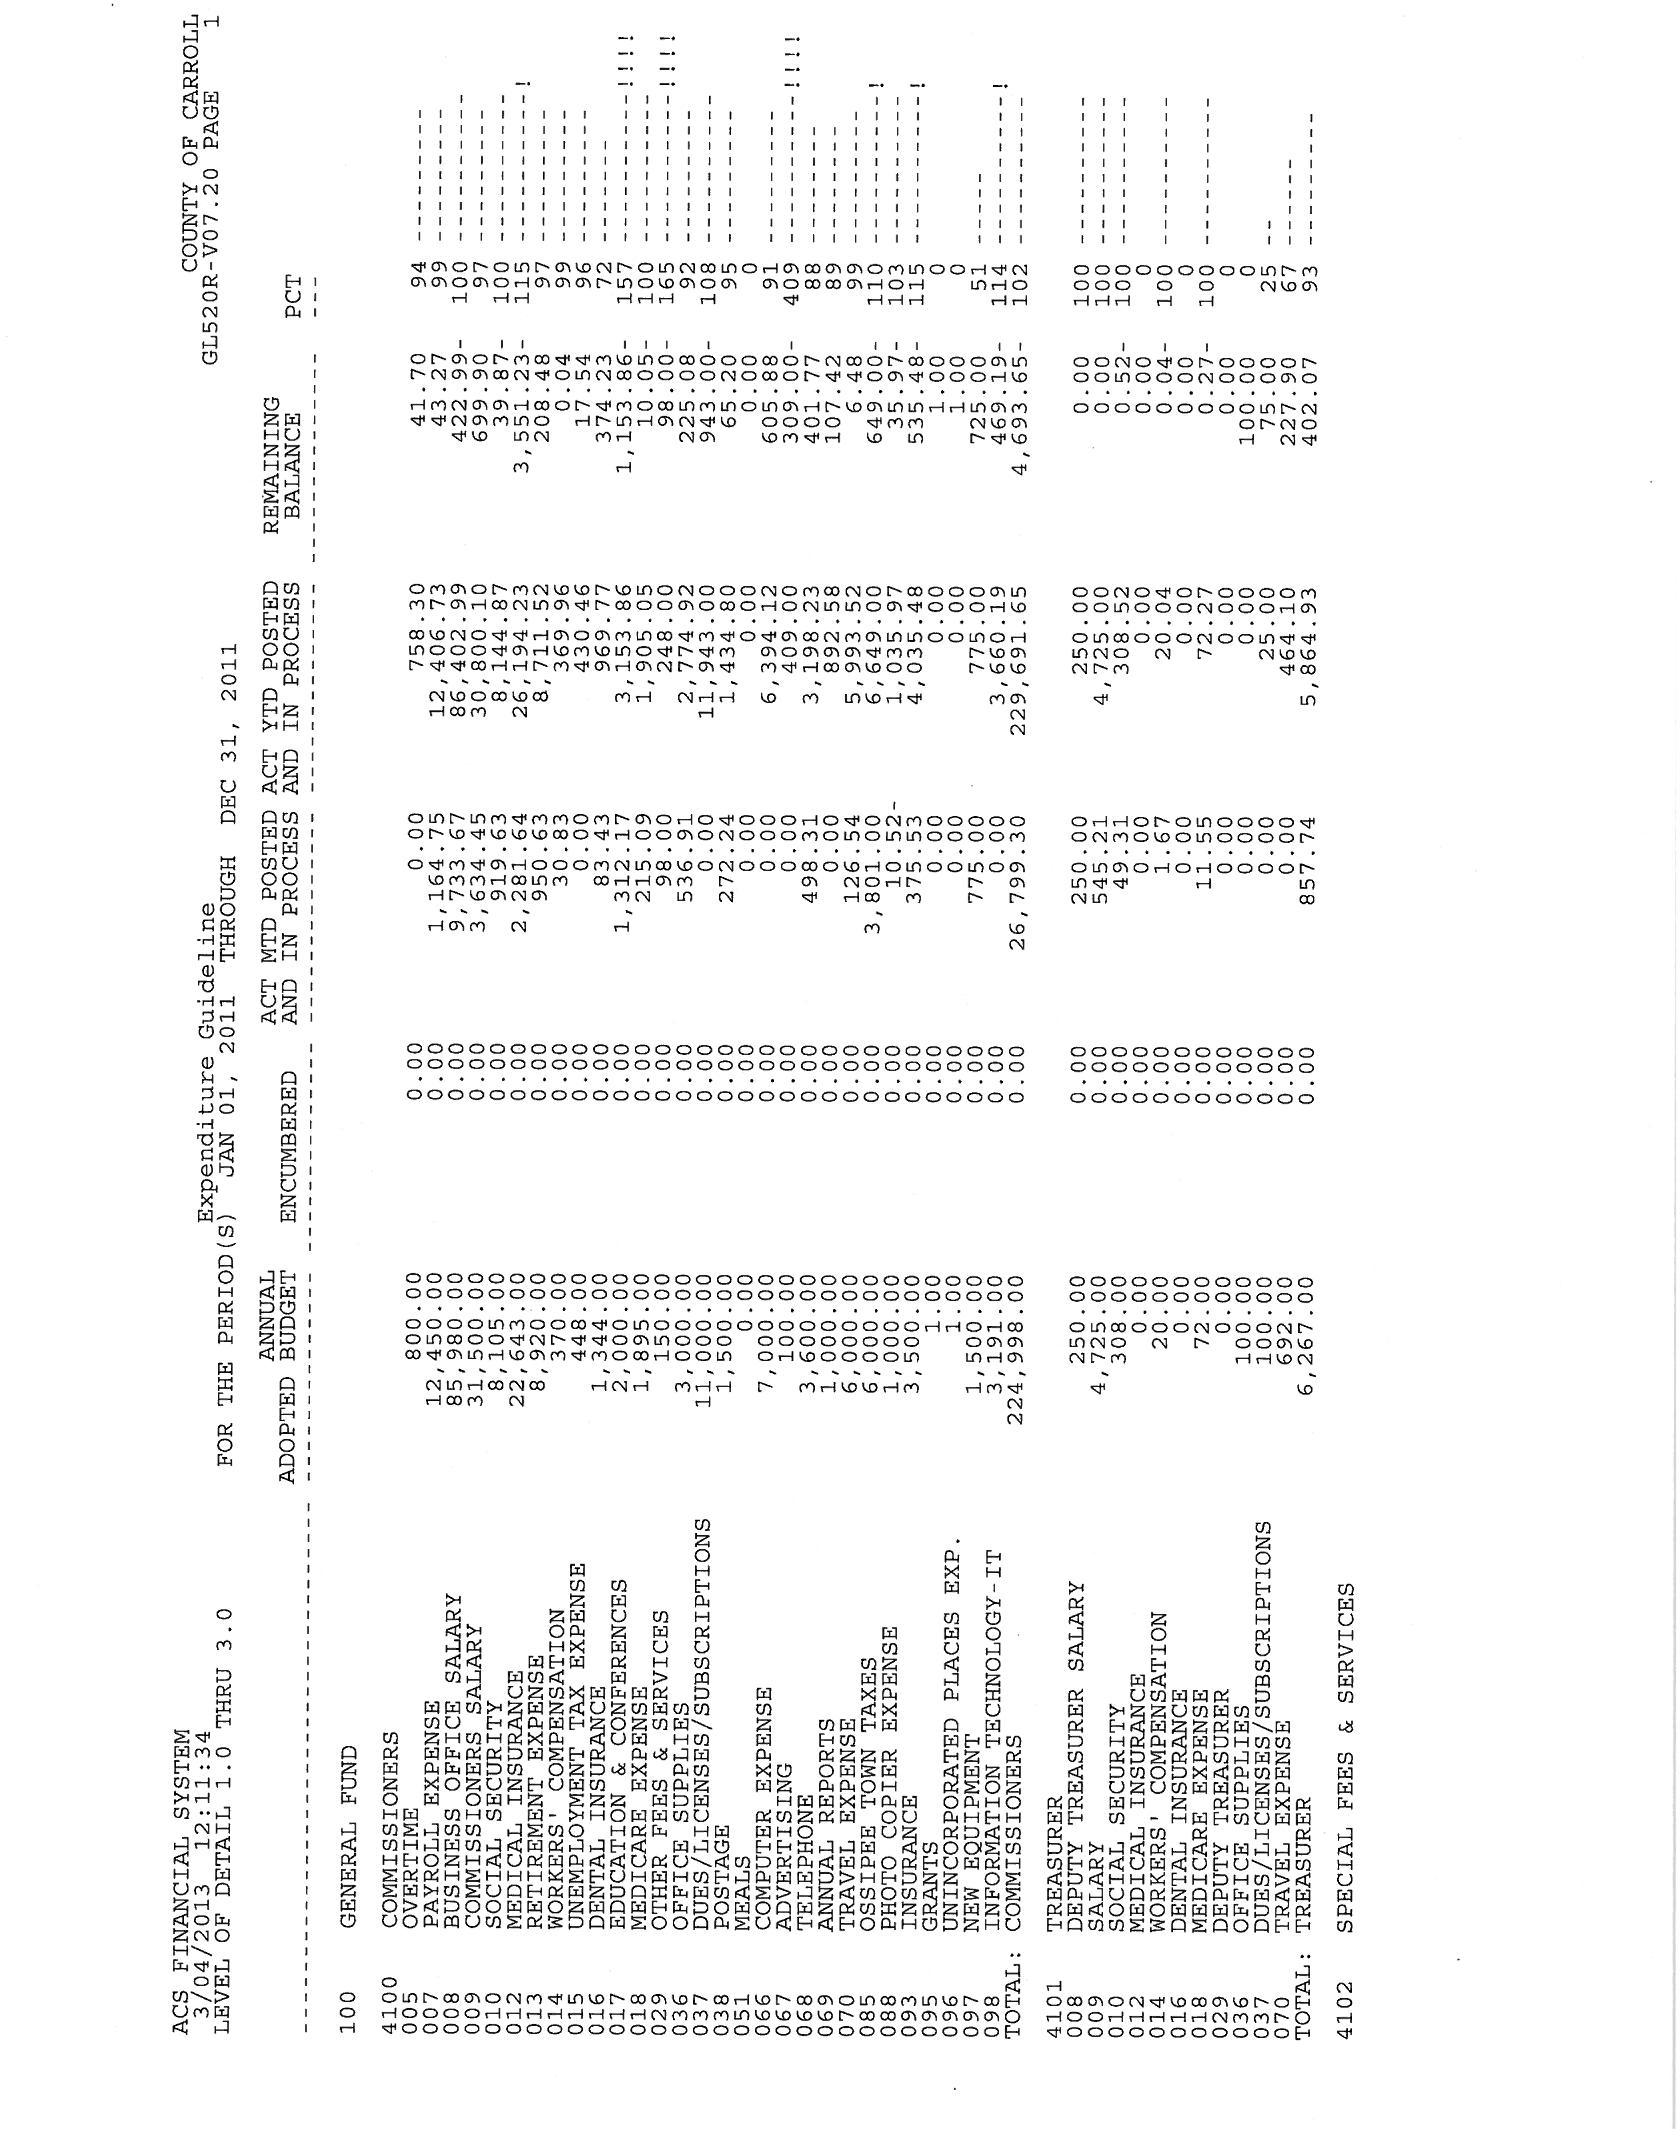 ACS FINANCIAL SYSTEM COUNTY OF CARROLL
3/04/2013 12:11:34 Expenditure Guideline GL520R-V07.20 PAGE 1
LEVEL OF DETAIL 1.0 THRU 3.0 FOR THE PERIOD(S) JAN 01, 2011 THROUGH DEC 31, 2011
ANNUAL ACT MTD POSTED ACT YTD POSTED REMAINING
ADOPTED BUDGET ENCUMBERED AND IN PROCESS AND IN PROCESS BALANCE PCT
100 GENERAL FUND
4100 COMMISSIONERS
005 OVERTIME 800.00 0.00 0.00 758.30 41.70 94 ---------
007 PAYROLL EXPENSE 12,450.00 0.00 1,164.75 12,406.73 43.27 99 ---------
008 BUSINESS OFFICE SALARY 85,980.00 0.00 9,733.67 86,402.99 422.99- 100 ----------
009 COMMISSIONERS SALARY 31,500.00 0.00 3,634.45 30,800.10 699.90 97 ---------
010 SOCIAL SECURITY 8,105.00 0.00 919.63 8,144.87 39.87- 100 ----------
012 MEDICAL INSURANCE 22,643.00 0.00 2,281.64 26,194.23 3,551.23- 115 ----------!
013 RETIREMENT EXPENSE 8,920.00 0.00 950.63 8,711.52 208.48 97 ---------
014 WORKERS' COMPENSATION 370.00 0.00 30.83 369.96 0.04 99 ---------
015 UNEMPLOYMENT TAX EXPENSE 448.00 0.00 0.00 430.46 17.54 96 ---------
016 DENTAL INSURANCE 1,344.00 0.00 83.43 969.77 374.23 72 -------
017 EDUCATION & CONFERENCES 2,000.00 0.00 1,312.17 3,153.86 1,153.86- 157 ----------!!!!
018 MEDICARE EXPENSE 1,895.00 0.00 215.09 1,905.05 10.05- 100 ----------
029 OTHER FEES & SERVICES 150.00 0.00 98.00 248.00 98.00- 165 ----------!!!!
036 OFFICE SUPPLIES 3,000.00 0.00 536.91 2,774.92 225.08 92 ---------
037 DUES/LICENSES/SUBSCRIPTIONS 11,000.00 0.00 0.00 11,943.00 943.00- 108 ----------
038 POSTAGE 1,500.00 0.00 272.24 1,434.80 65.20 95 ---------
051 MEALS 0.00 0.00 0.00 0.00 0.00 0
066 COMPUTER EXPENSE 7,000.00 0.00 0.00 6,394.12 605.88 91 ---------
067 ADVERTISING 100.00 0.00 0.00 409.00 309.00- 409 ----------!!!!
068 TELEPHONE 3,600.00 0.00 498.31 3,198.23 401.77 88 --------
069 ANNUAL REPORTS 1,000.00 0.00 0.00 892.58 107.42 89 --------
070 TRAVEL EXPENSE 6,000.00 0.00 126.54 5,993.52 6.48 99 ---------
085 OSSIPEE TOWN TAXES 6,000.00 0.00 3,801.00 6,649.00 649.00- 110 ----------!
088 PHOTO COPIER EXPENSE 1,000.00 0.00 10.52- 1,035.97 35.97- 103 ----------
093 INSURANCE 3,500.00 0.00 375.53 4,035.48 535.48- 115 ----------!
095 GRANTS 1.00 0.00 0.00 0.00 1.00 0
096 UNINCORPORATED PLACES EXP. 1.00 0.00 0.00 0.00 1.00 0
097 NEW EQUIPMENT 1,500.00 0.00 775.00 775.00 725.00 51 -----
098 INFORMATION TECHNOLOGY-IT 3,191.00 0.00 0.00 3,660.19 469.19- 114 ----------!
TOTAL: COMMISSIONERS 224,998.00 0.00 26,799.30 229,691.65 4,693.65- 102 ----------
4101 TREASURER
008 DEPUTY TREASURER SALARY 250.00 0.00 250.00 250.00 0.00 100 ----------
009 SALARY 4,725.00 0.00 545.21 4,725.00 0.00 100 ----------
010 SOCIAL SECURITY 308.00 0.00 49.31 308.52 0.52- 100 ----------
012 MEDICAL INSURANCE 0.00 0.00 0.00 0.00 0.00 0
014 WORKERS' COMPENSATION 20.00 0.00 1.67 20.04 0.04- 100 ----------
016 DENTAL INSURANCE 0.00 0.00 0.00 0.00 0.00 0
018 MEDICARE EXPENSE 72.00 0.00 11.55 72.27 0.27- 100 ----------
029 DEPUTY TREASURER 0.00 0.00 0.00 0.00 0.00 0
036 OFFICE SUPPLIES 100.00 0.00 0.00 0.00 100.00 0
037 DUES/LICENSES/SUBSCRIPTIONS 100.00 0.00 0.00 25.00 75.00 25 --
070 TRAVEL EXPENSE 692.00 0.00 0.00 464.10 227.90 67 ------
TOTAL: TREASURER 6,267.00 0.00 857.74 5,864.93 402.07 93 ---------
4102 SPECIAL FEES & SERVICES